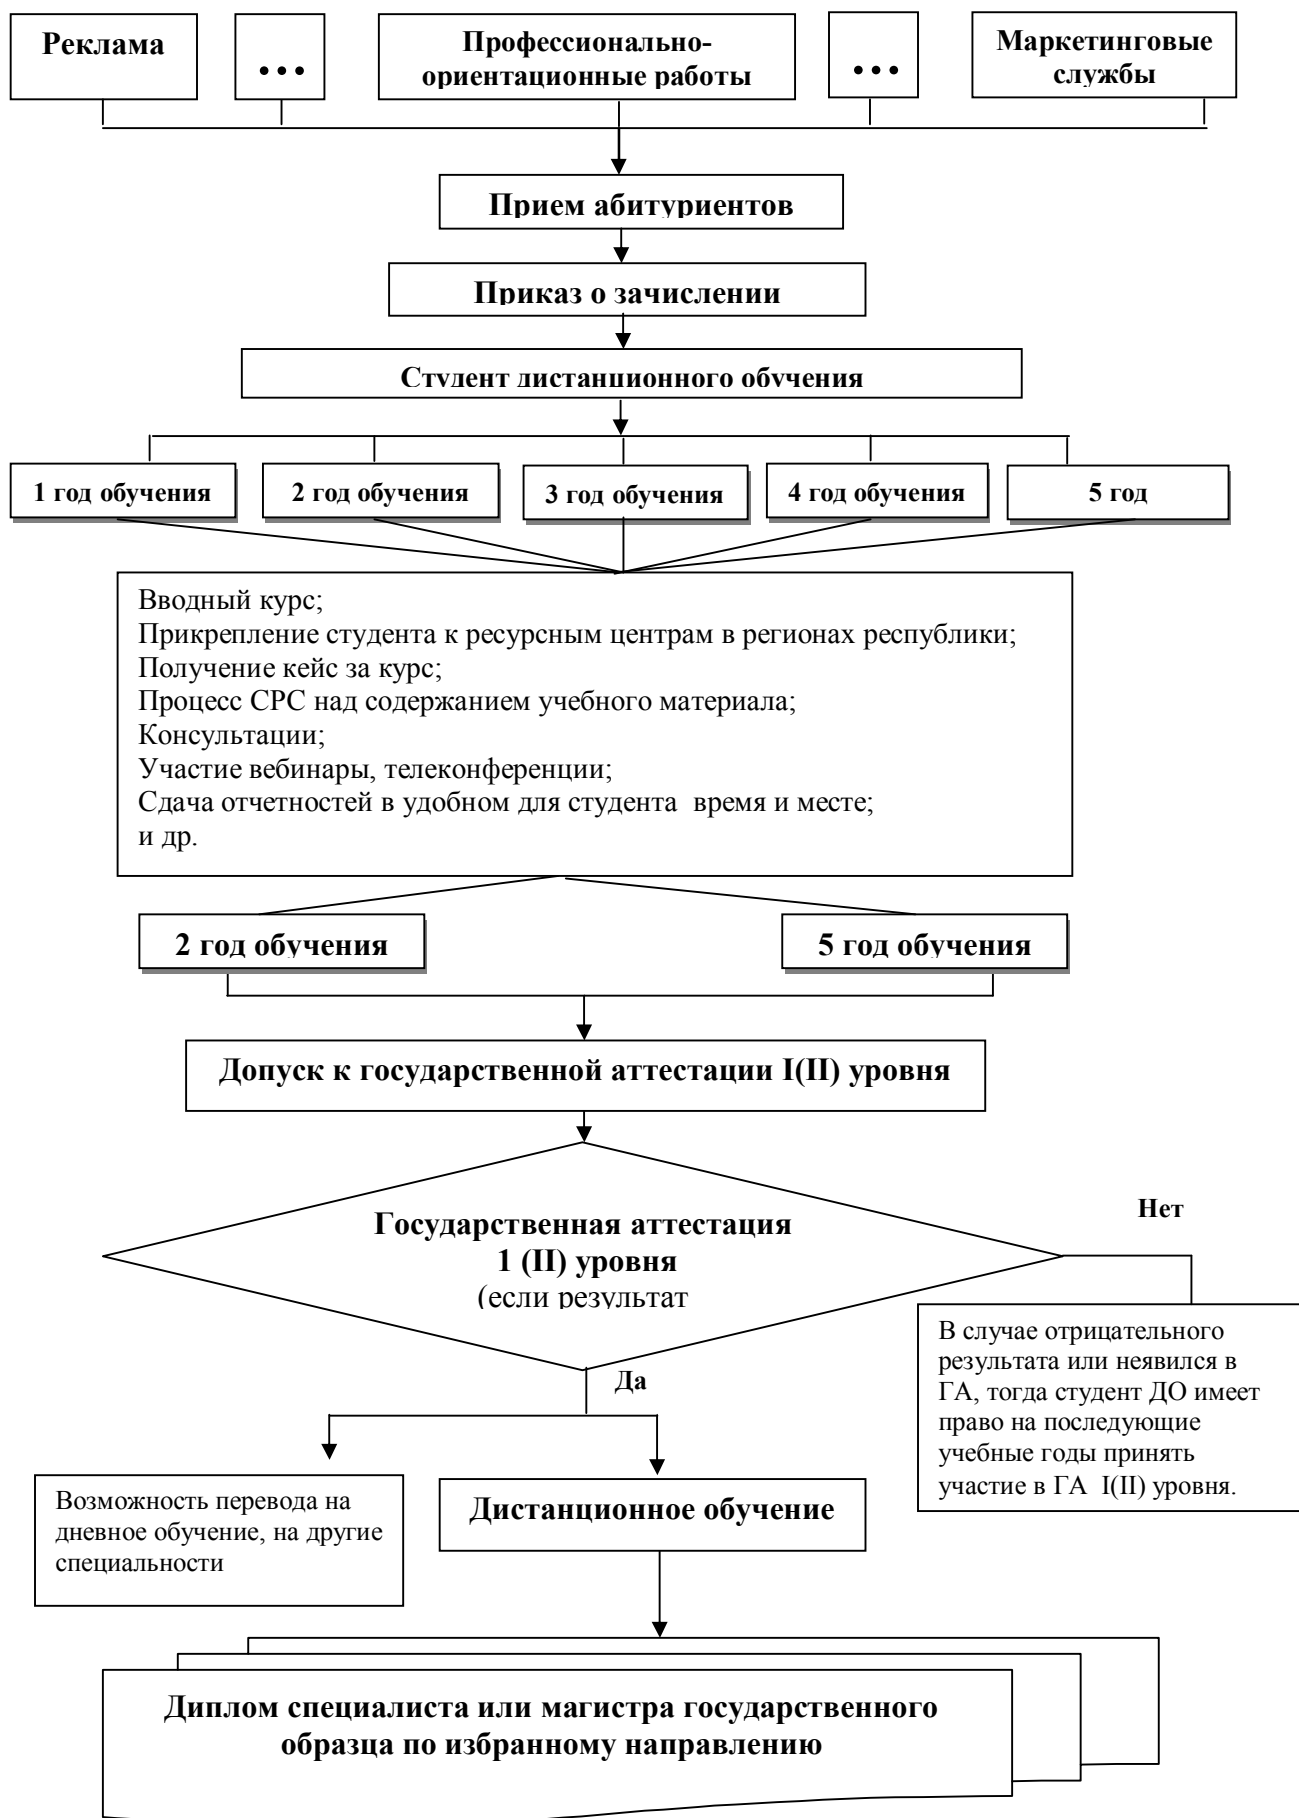 Реклама
...
Профессионально-
ориентационные работы
...
Маркетинговые
службы
Прием абитуриентов
Приказ о зачислении
Студент дистанционного обучения
1 год обучения
2 год обучения
3 год обучения
4 год обучения
5 год
Вводный курс;
Прикрепление студента к ресурсным центрам в регионах республики;
Получение кейс за курс;
Процесс СРС над содержанием учебного материала;
Консультации;
Участие вебинары, телеконференции;
Сдача отчетностей в удобном для студента  время и месте;
и др.
2 год обучения
5 год обучения
Допуск к государственной аттестации I(II) уровня
Государственная аттестация
1 (II) уровня
(если результат
Нет
Да
В случае отрицательного
результата или неявился в
ГА, тогда студент ДО имеет
право на последующие
учебные годы принять
участие в ГА  I(II) уровня.
Возможность перевода на
дневное обучение, на другие
специальности
Дистанционное обучение
Диплом специалиста или магистра государственного
образца по избранному направлению